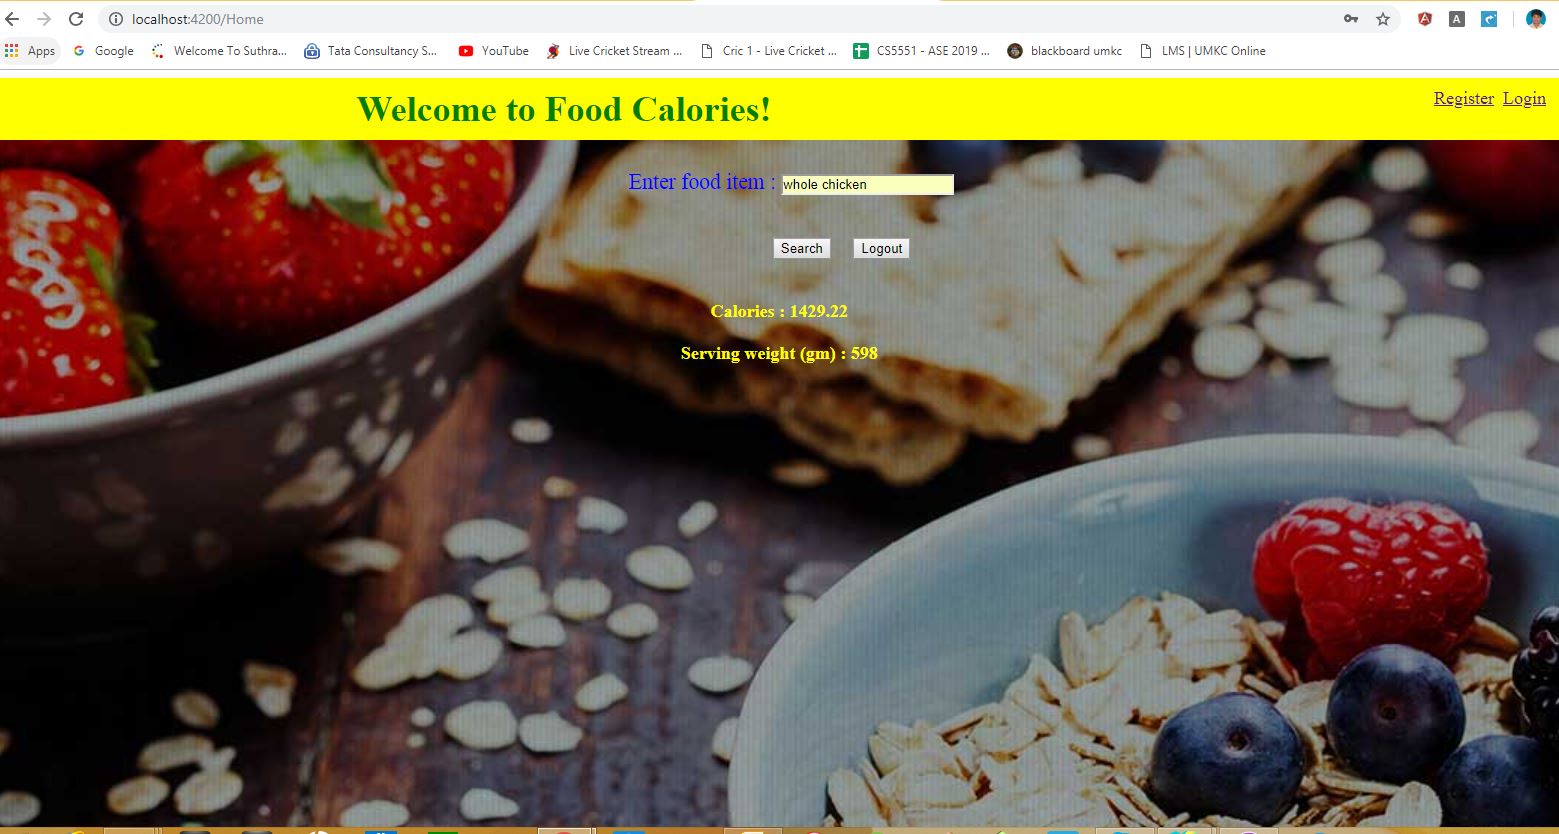 localhost:4200/Home
Apps Google Welcome To Suthra... Tata Consultancy S... YouTube Live Cricket Stream ... Cric 1 - Live Cricket ... CS5551 - ASE 2019 ... blackboard umkc LMS | UMKC Online
Welcome to Food Calories!
Register Login
Enter food item : whole chicken
Search Logout
Calories : 1429.22
Serving weight (gm) : 598